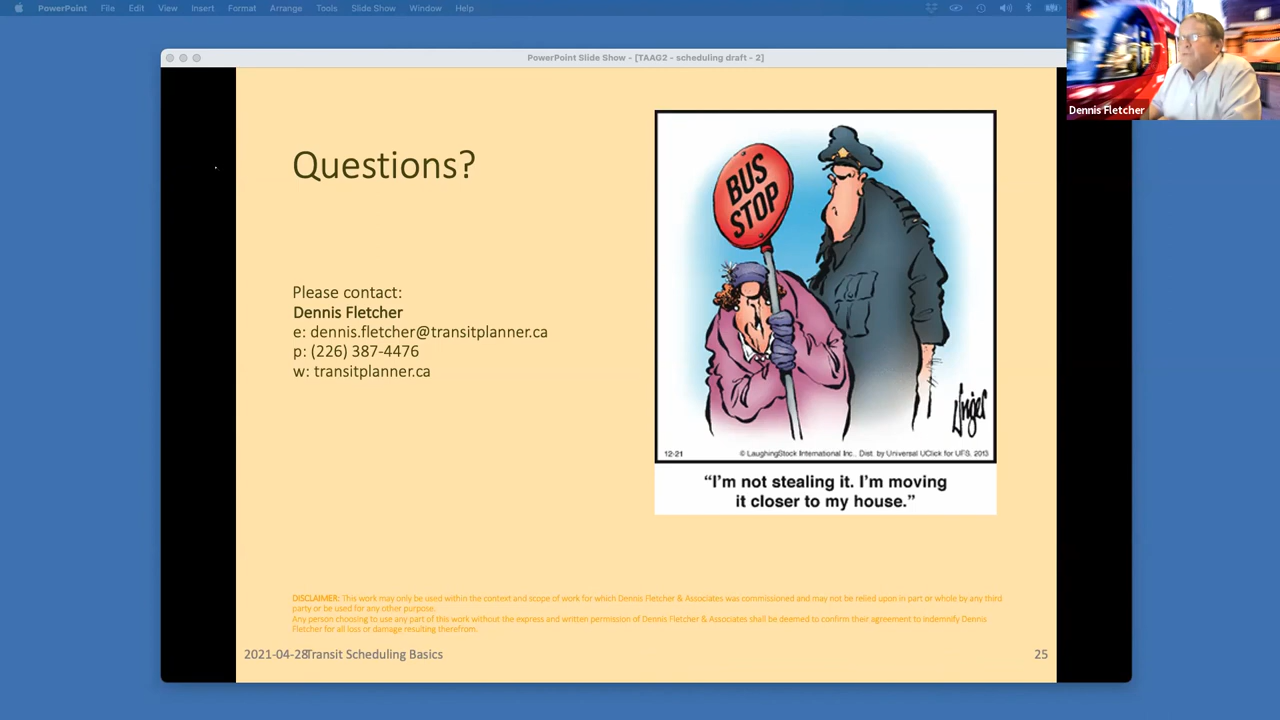 PowerPoint File Edit View Insert Format Arrange Tools Slide Show Window Help
PowerPoint Slide Show - [TAAG2 - scheduling draft - 2]
Dennis Fletcher
Questions?
Please contact:
Dennis Fletcher
e: dennis.fletcher@transitplanner.ca
p: (226) 387-4476
w: transitplanner.ca
BUS
STOP
Unger
12-21 © LaughingStock International Inc., Dist. by Universal UClick for UFS, 2013
“I’m not stealing it. I’m moving
it closer to my house.”
DISCLAIMER: This work may only be used within the context and scope of work for which Dennis Fletcher & Associates was commissioned and may not be relied upon in part or whole by any third
party or be used for any other purpose.
Any person choosing to use any part of this work without the express and written permission of Dennis Fletcher & Associates shall be deemed to confirm their agreement to indemnify Dennis
Fletcher for all loss or damage resulting therefrom.
2021-04-28 Transit Scheduling Basics 25